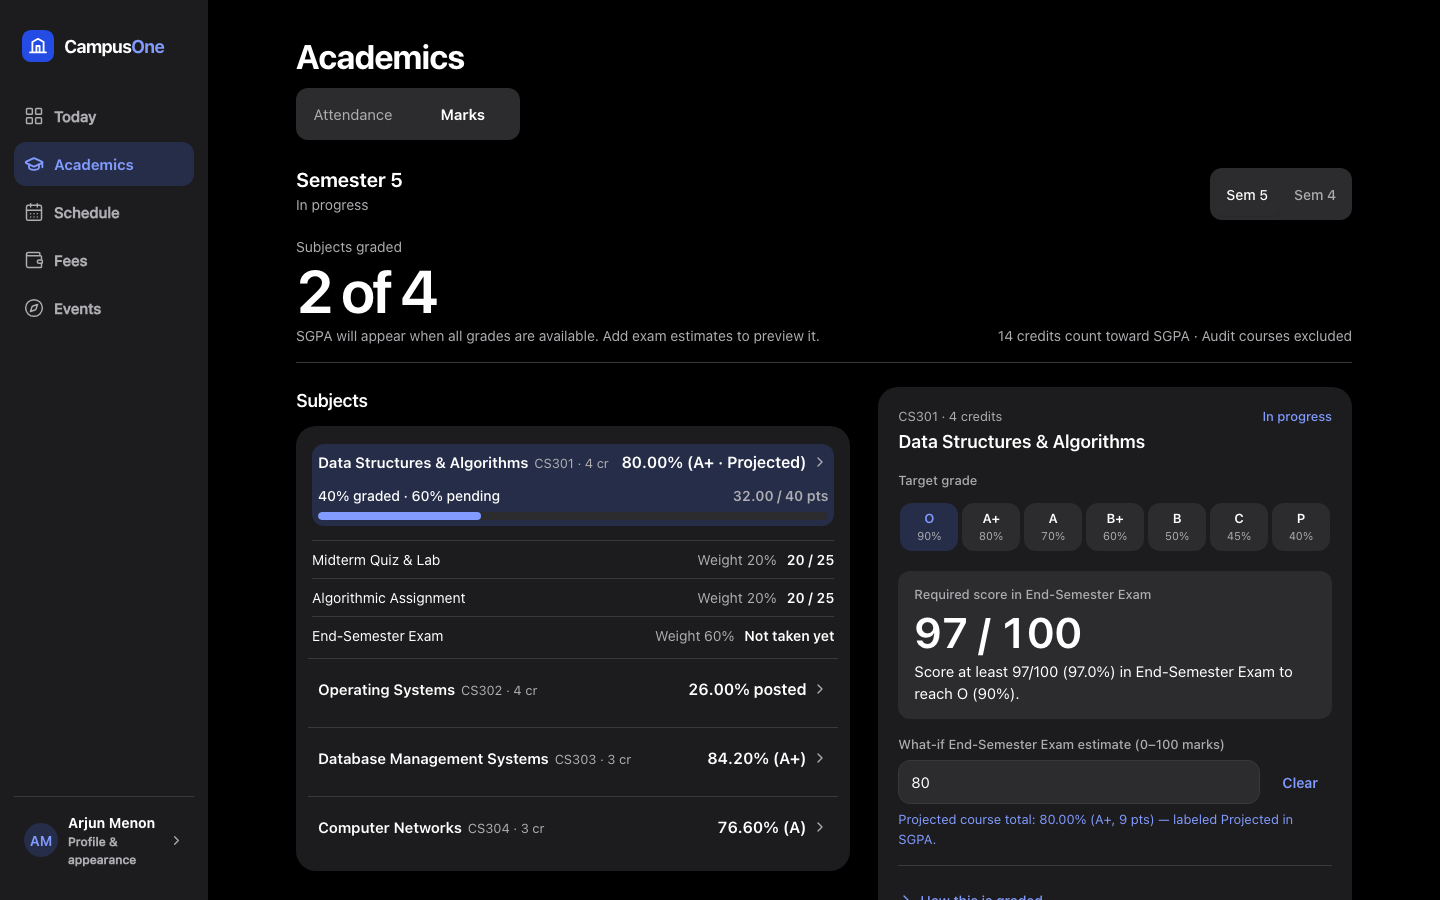 CampusOne
Today
Academics
Schedule
Fees
Events
AM
Arjun Menon
Profile &
appearance
Academics
Attendance Marks
Semester 5
In progress
Sem 5 Sem 4
Subjects graded
2 of 4
SGPA will appear when all grades are available. Add exam estimates to preview it.
14 credits count toward SGPA · Audit courses excluded
Subjects
Data Structures & Algorithms CS301 · 4 cr 80.00% (A+ · Projected)
40% graded · 60% pending 32.00 / 40 pts
Midterm Quiz & Lab Weight 20% 20 / 25
Algorithmic Assignment Weight 20% 20 / 25
End-Semester Exam Weight 60% Not taken yet
Operating Systems CS302 · 4 cr 26.00% posted
Database Management Systems CS303 · 3 cr 84.20% (A+)
Computer Networks CS304 · 3 cr 76.60% (A)
CS301 · 4 credits In progress
Data Structures & Algorithms
Target grade
O A+ A B+ B C P
90% 80% 70% 60% 50% 45% 40%
Required score in End-Semester Exam
97 / 100
Score at least 97/100 (97.0%) in End-Semester Exam to
reach O (90%).
What-if End-Semester Exam estimate (0–100 marks)
80 Clear
Projected course total: 80.00% (A+, 9 pts) — labeled Projected in
SGPA.
How this is graded